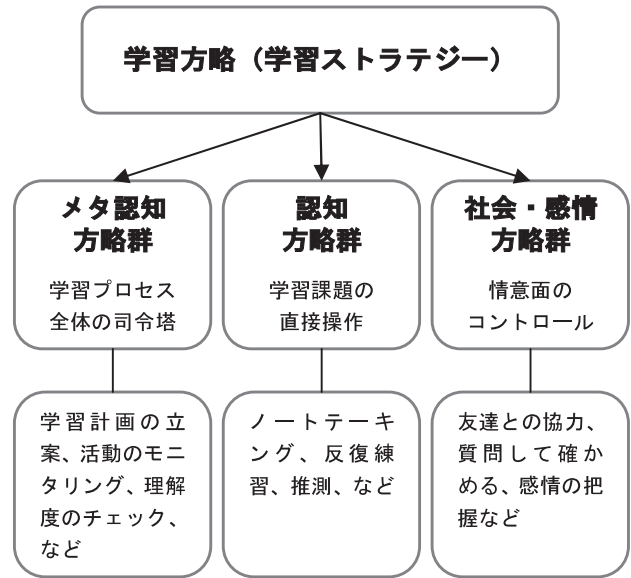 学習方略（学習ストラテジー）
メタ認知
方略群
学習プロセス
全体の司令塔
認知
方略群
学習課題の
直接操作
社会・感情
方略群
情意面の
コントロール
学習計画の立
案、活動のモニ
タリング、理解
度のチェック、
など
ノートテーキ
ング、反復練
習、推測、など
友達との協力、
質問して確か
める、感情の把
握など